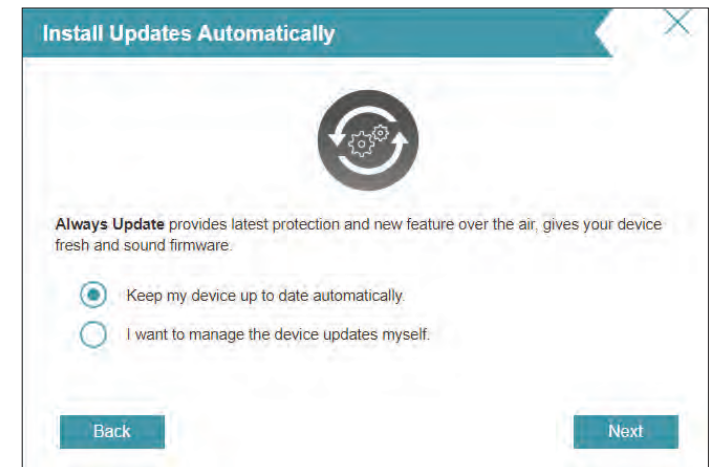 Install Updates Automatically
Always Update provides latest protection and new feature over the air, gives your device
fresh and sound firmware.
Keep my device up to date automatically.
I want to manage the device updates myself.
Back
Next